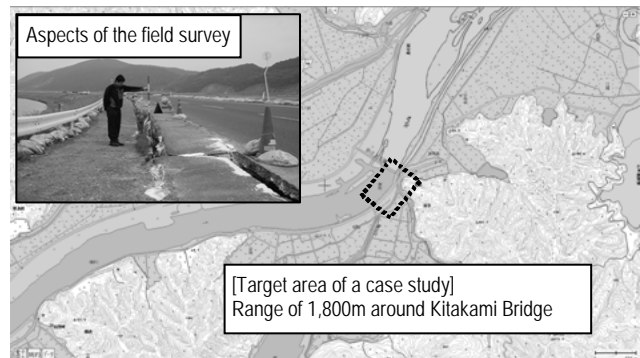 Aspects of the field survey
[Target area of a case study]
Range of 1,800m around Kitakami Bridge